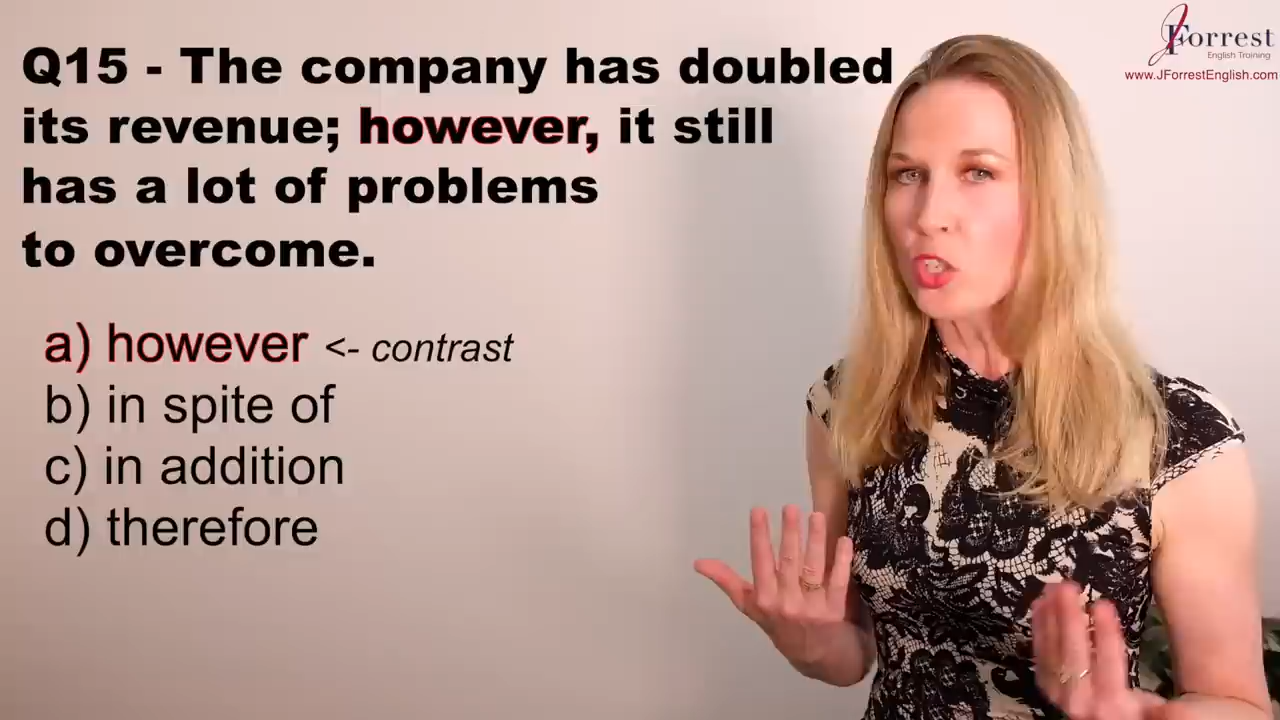 Q15 - The company has doubled
its revenue; however, it still
has a lot of problems
to overcome.
a) however <- contrast
b) in spite of
c) in addition
d) therefore
JForrest
English Training
www.JForrestEnglish.com